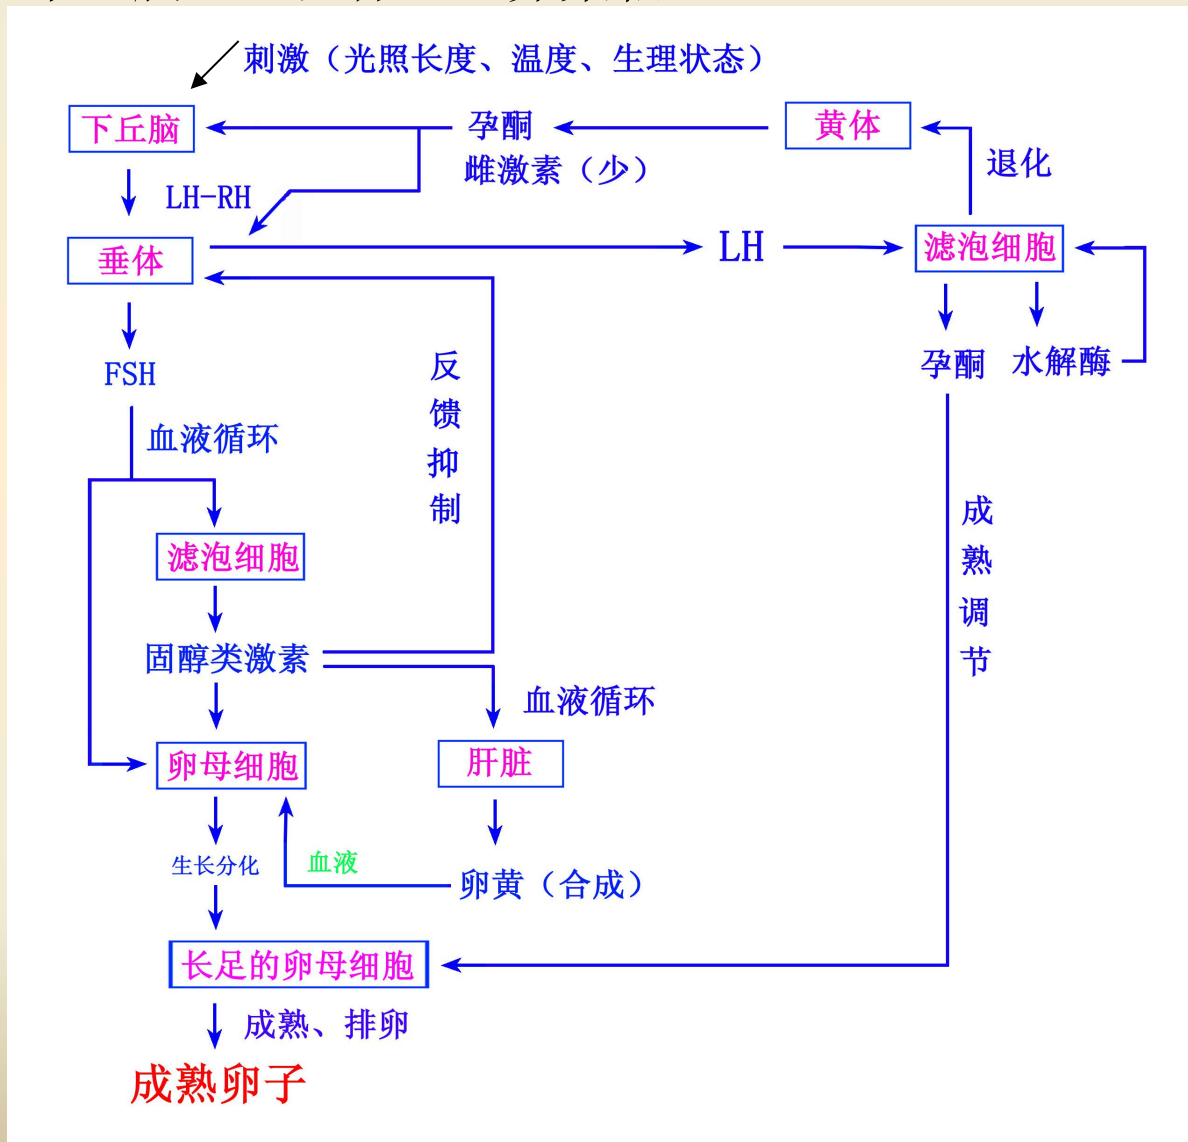 刺激（光照长度、温度、生理状态）
下丘脑
孕酮
黄体
雌激素（少）
退化
LH-RH
垂体
LH
滤泡细胞
FSH
孕酮
水解酶
反馈抑制
血液循环
滤泡细胞
成熟调节
固醇类激素
血液循环
卵母细胞
肝脏
生长分化
血液
卵黄（合成）
长足的卵母细胞
成熟、排卵
成熟卵子